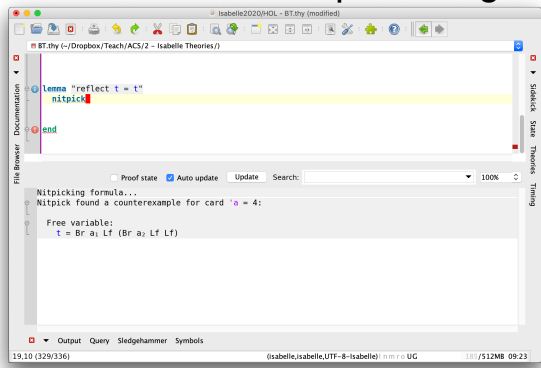 Isabelle2020/HOL - BT.thy (modified)
BT.thy (~/Dropbox/Teach/ACS/2 - Isabelle Theories/)
lemma "reflect t = t"
nitpick
end
Documentation
File Browser
Sidekick
State
Theories
Timing
Proof state
Auto update
Update
Search:
100%
Nitpicking formula...
Nitpick found a counterexample for card 'a = 4:
Free variable:
t = Br a₁ Lf (Br a₂ Lf Lf)
Output Query Sledgehammer Symbols
19,10 (329/336)
(isabelle,isabelle,UTF-8-Isabelle) n m r o UG
185/512MB 09:23